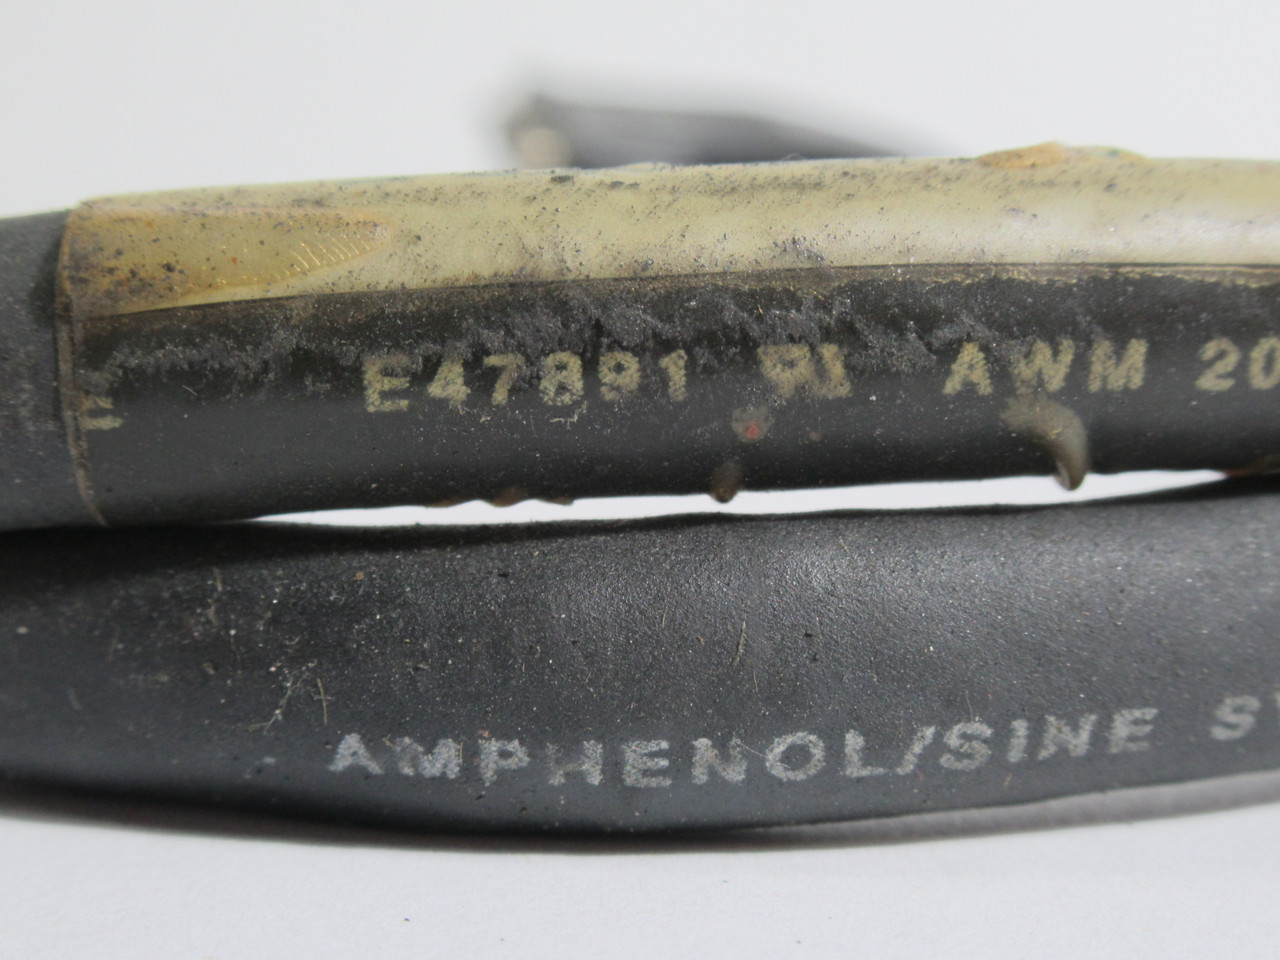 E47891 AWM 20
AMPHENOL/SINE S